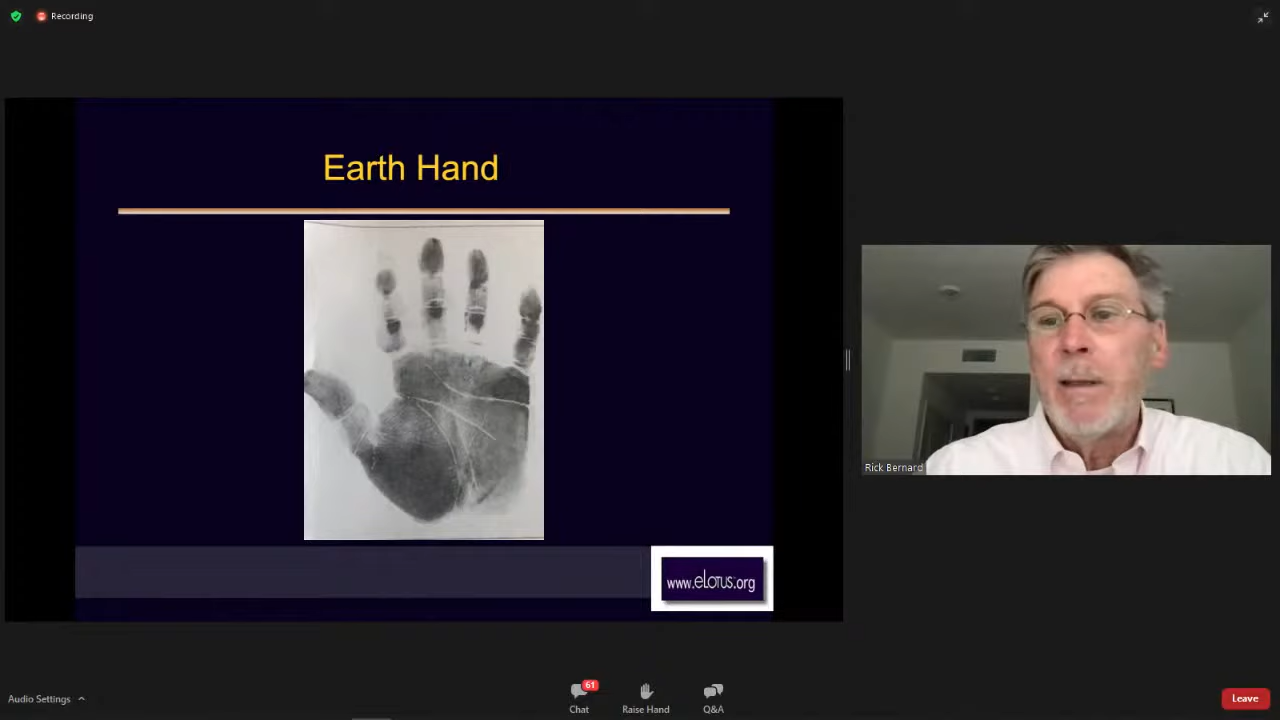 Recording
Earth Hand
Rick Bernard
www.eLotus.org
Audio Settings
61
Chat
Raise Hand
Q&A
Leave